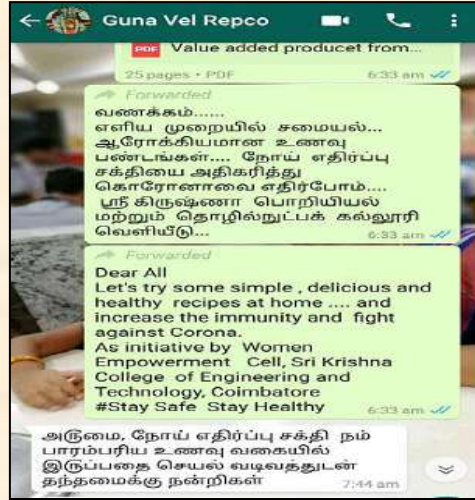 Guna Vel Repco
PDF Value added producet from...
25 pages • PDF 6:33 am
Forwarded
வணக்கம்......
எளிய முறையில் சமையல்...
ஆரோக்கியமான உணவு
பண்டங்கள்.... நோய் எதிர்ப்பு
சக்தியை அதிகரித்து
கொரோனாவை எதிர்போம்....
ஸ்ரீ கிருஷ்ணா பொறியியல்
மற்றும் தொழில்நுட்பக் கல்லூரி
வெளியீடு... 6:33 am
Forwarded
Dear All
Let's try some simple , delicious and
healthy recipes at home .... and
increase the immunity and fight
against Corona.
As initiative by Women
Empowerment Cell, Sri Krishna
College of Engineering and
Technology, Coimbatore
#Stay Safe Stay Healthy 6:33 am
அருமை, நோய் எதிர்ப்பு சக்தி நம்
பாரம்பரிய உணவு வகையில்
இருப்பதை செயல் வடிவத்துடன்
தந்தமைக்கு நன்றிகள் 7:44 am